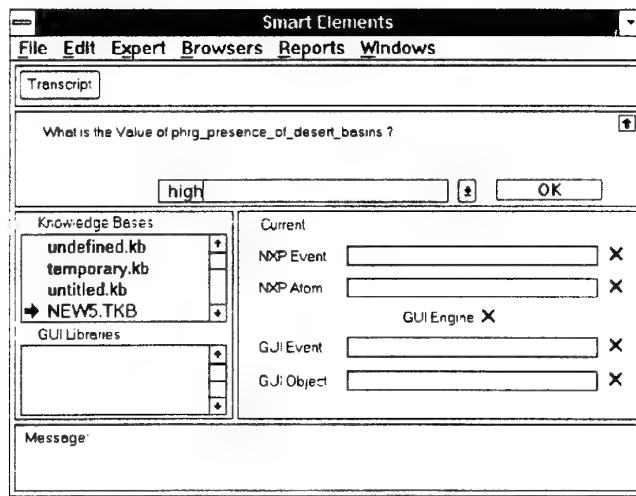 Smart Elements
File Edit Expert Browsers Reports Windows
Transcript
What is the Value of phrg_presence_of_desert_basins ?
high
OK
Knowledge Bases
undefined.kb
temporary.kb
untitled.kb
NEW5.TKB
GUI Libraries
Current
NXP Event
NXP Atom
GUI Engine
GUI Event
GUI Object
Message: